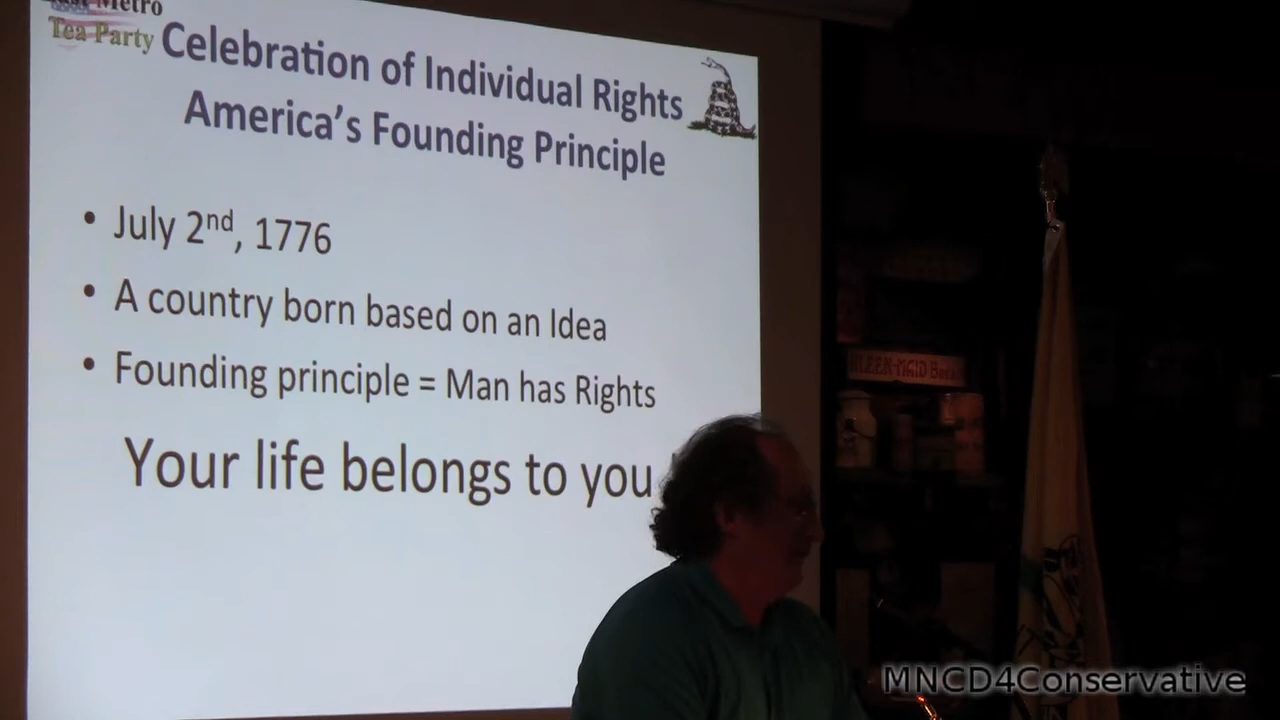 Metro
Tea Party
Celebration of Individual Rights
America's Founding Principle
• July 2nd, 1776
• A country born based on an Idea
• Founding principle = Man has Rights
Your life belongs to you
MNCD4Conservative